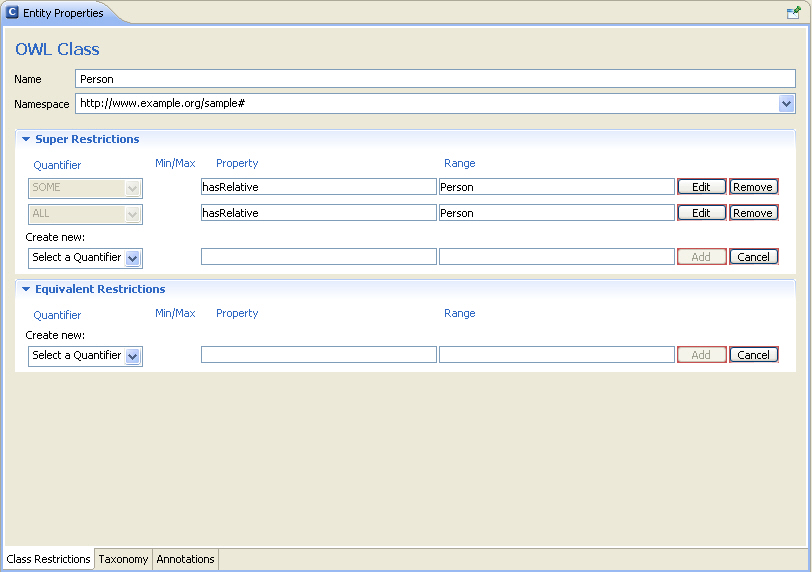 C Entity Properties
OWL Class
Name Person
Namespace http://www.example.org/sample#
Super Restrictions
Quantifier Min/Max Property Range
SOME hasRelative Person Edit Remove
ALL hasRelative Person Edit Remove
Create new:
Select a Quantifier Add Cancel
Equivalent Restrictions
Quantifier Min/Max Property Range
Create new:
Select a Quantifier Add Cancel
Class Restrictions Taxonomy Annotations